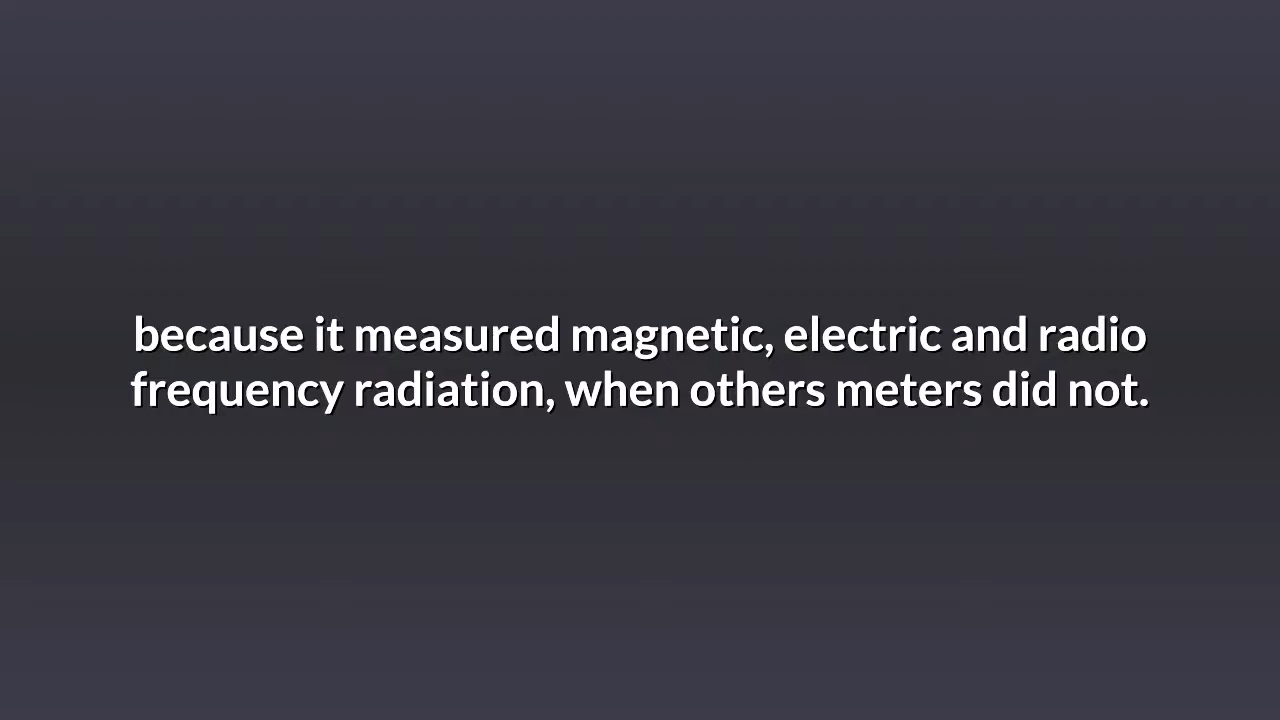 because it measured magnetic, electric and radio
frequency radiation, when others meters did not.